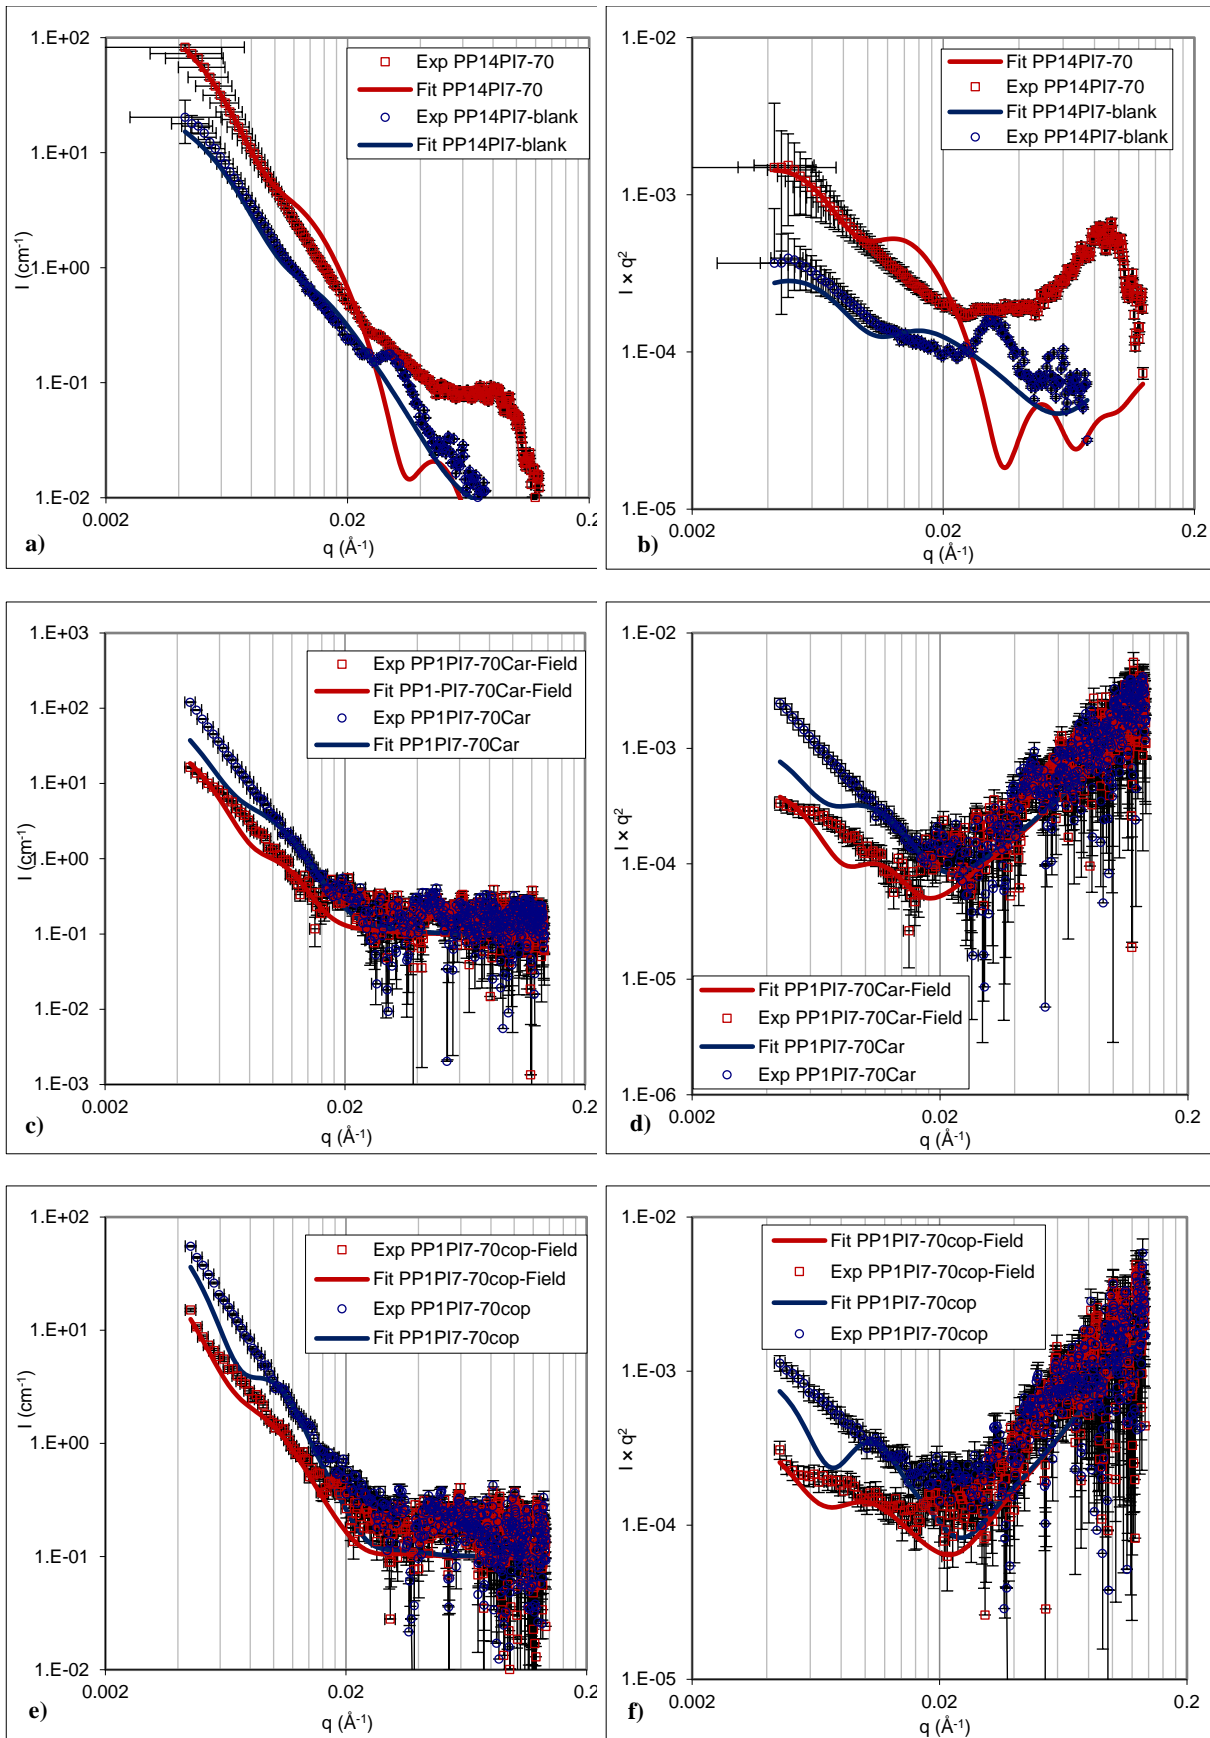 1.E+02
1.E+01
1.E+00
1.E-01
1.E-02
I (cm-1)
Exp PP14PI7-70
Fit PP14PI7-70
Exp PP14PI7-blank
Fit PP14PI7-blank
0.002
0.02
0.2
q (Å-1)
a)
1.E-02
1.E-03
1.E-04
1.E-05
I × q2
Fit PP14PI7-70
Exp PP14PI7-70
Fit PP14PI7-blank
Exp PP14PI7-blank
0.002
0.02
0.2
q (Å-1)
b)
1.E+03
1.E+02
1.E+01
1.E+00
1.E-01
1.E-02
1.E-03
I (cm-1)
Exp PP1PI7-70Car-Field
Fit PP1-PI7-70Car-Field
Exp PP1PI7-70Car
Fit PP1PI7-70Car
0.002
0.02
0.2
q (Å-1)
c)
1.E-02
1.E-03
1.E-04
1.E-05
1.E-06
I × q2
Fit PP1PI7-70Car-Field
Exp PP1PI7-70Car-Field
Fit PP1PI7-70Car
Exp PP1PI7-70Car
0.002
0.02
0.2
q (Å-1)
d)
1.E+02
1.E+01
1.E+00
1.E-01
1.E-02
I (cm-1)
Exp PP1PI7-70cop-Field
Fit PP1PI7-70cop-Field
Exp PP1PI7-70cop
Fit PP1PI7-70cop
0.002
0.02
0.2
q (Å-1)
e)
1.E-02
1.E-03
1.E-04
1.E-05
I × q2
Fit PP1PI7-70cop-Field
Exp PP1PI7-70cop-Field
Fit PP1PI7-70cop
Exp PP1PI7-70cop
0.002
0.02
0.2
q (Å-1)
f)